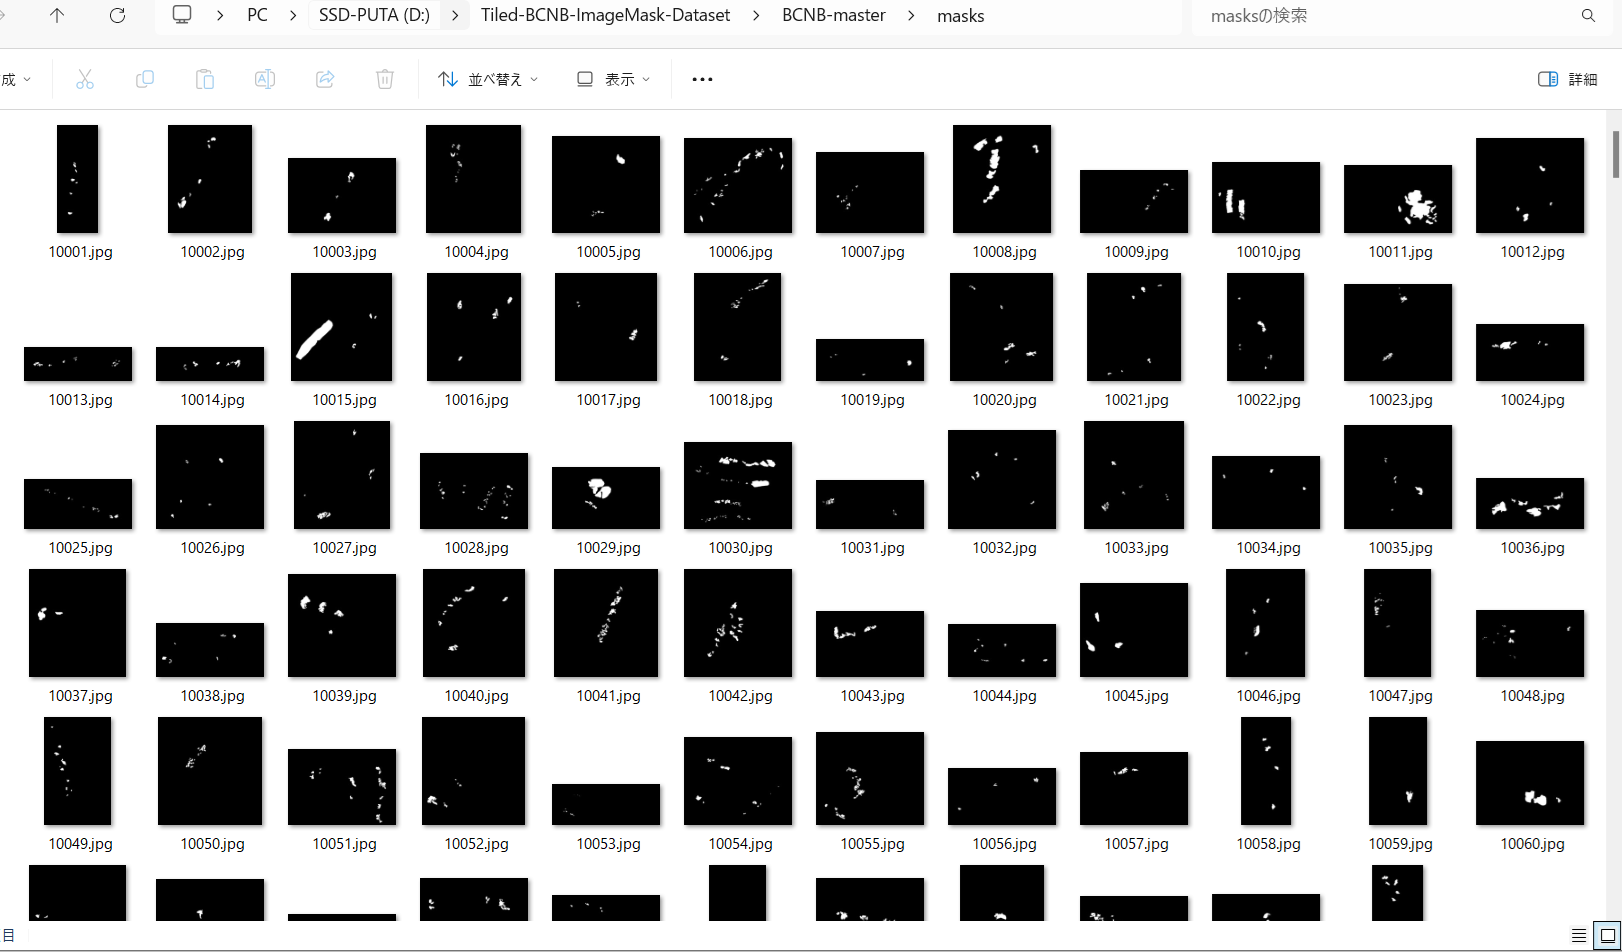 PC > SSD-PUTA (D:) > Tiled-BCNB-ImageMask-Dataset > BCNB-master > masks
masksの検索
成 並べ替え 表示 ... 詳細
10001.jpg 10002.jpg 10003.jpg 10004.jpg 10005.jpg 10006.jpg 10007.jpg 10008.jpg 10009.jpg 10010.jpg 10011.jpg 10012.jpg
10013.jpg 10014.jpg 10015.jpg 10016.jpg 10017.jpg 10018.jpg 10019.jpg 10020.jpg 10021.jpg 10022.jpg 10023.jpg 10024.jpg
10025.jpg 10026.jpg 10027.jpg 10028.jpg 10029.jpg 10030.jpg 10031.jpg 10032.jpg 10033.jpg 10034.jpg 10035.jpg 10036.jpg
10037.jpg 10038.jpg 10039.jpg 10040.jpg 10041.jpg 10042.jpg 10043.jpg 10044.jpg 10045.jpg 10046.jpg 10047.jpg 10048.jpg
10049.jpg 10050.jpg 10051.jpg 10052.jpg 10053.jpg 10054.jpg 10055.jpg 10056.jpg 10057.jpg 10058.jpg 10059.jpg 10060.jpg
目